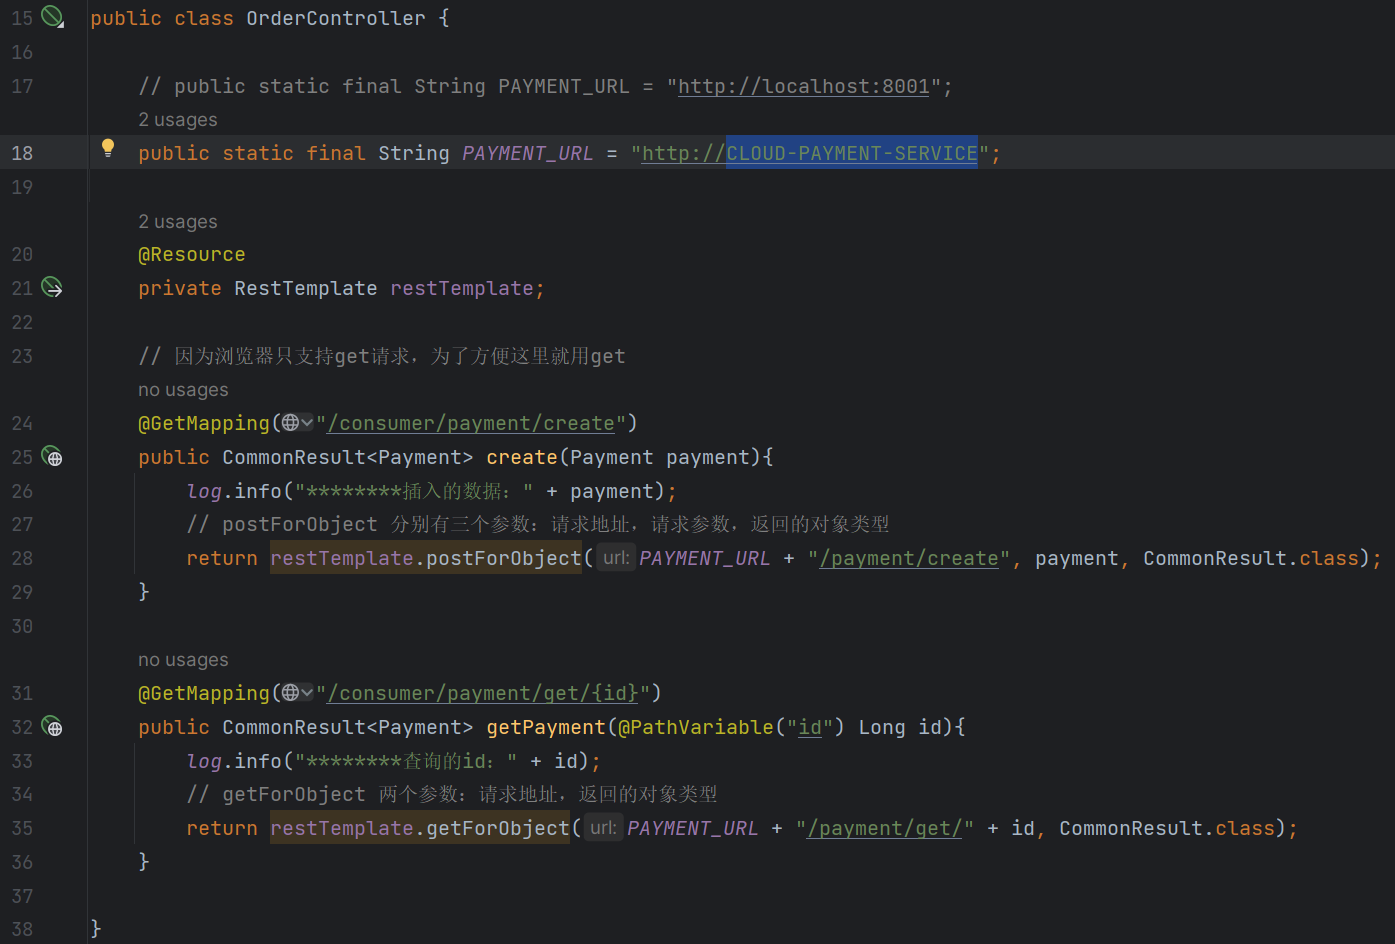 15 public class OrderController {
16
17 // public static final String PAYMENT_URL = "http://localhost:8001";
2 usages
18 public static final String PAYMENT_URL = "http://CLOUD-PAYMENT-SERVICE";
19
2 usages
20 @Resource
21 private RestTemplate restTemplate;
22
23 // 因为浏览器只支持get请求，为了方便这里就用get
no usages
24 @GetMapping("/consumer/payment/create")
25 public CommonResult<Payment> create(Payment payment){
26 log.info("********插入的数据：" + payment);
27 // postForObject 分别有三个参数：请求地址，请求参数，返回的对象类型
28 return restTemplate.postForObject( url: PAYMENT_URL + "/payment/create", payment, CommonResult.class);
29 }
30
no usages
31 @GetMapping("/consumer/payment/get/{id}")
32 public CommonResult<Payment> getPayment(@PathVariable("id") Long id){
33 log.info("********查询的id：" + id);
34 // getForObject 两个参数：请求地址，返回的对象类型
35 return restTemplate.getForObject( url: PAYMENT_URL + "/payment/get/" + id, CommonResult.class);
36 }
37
38 }